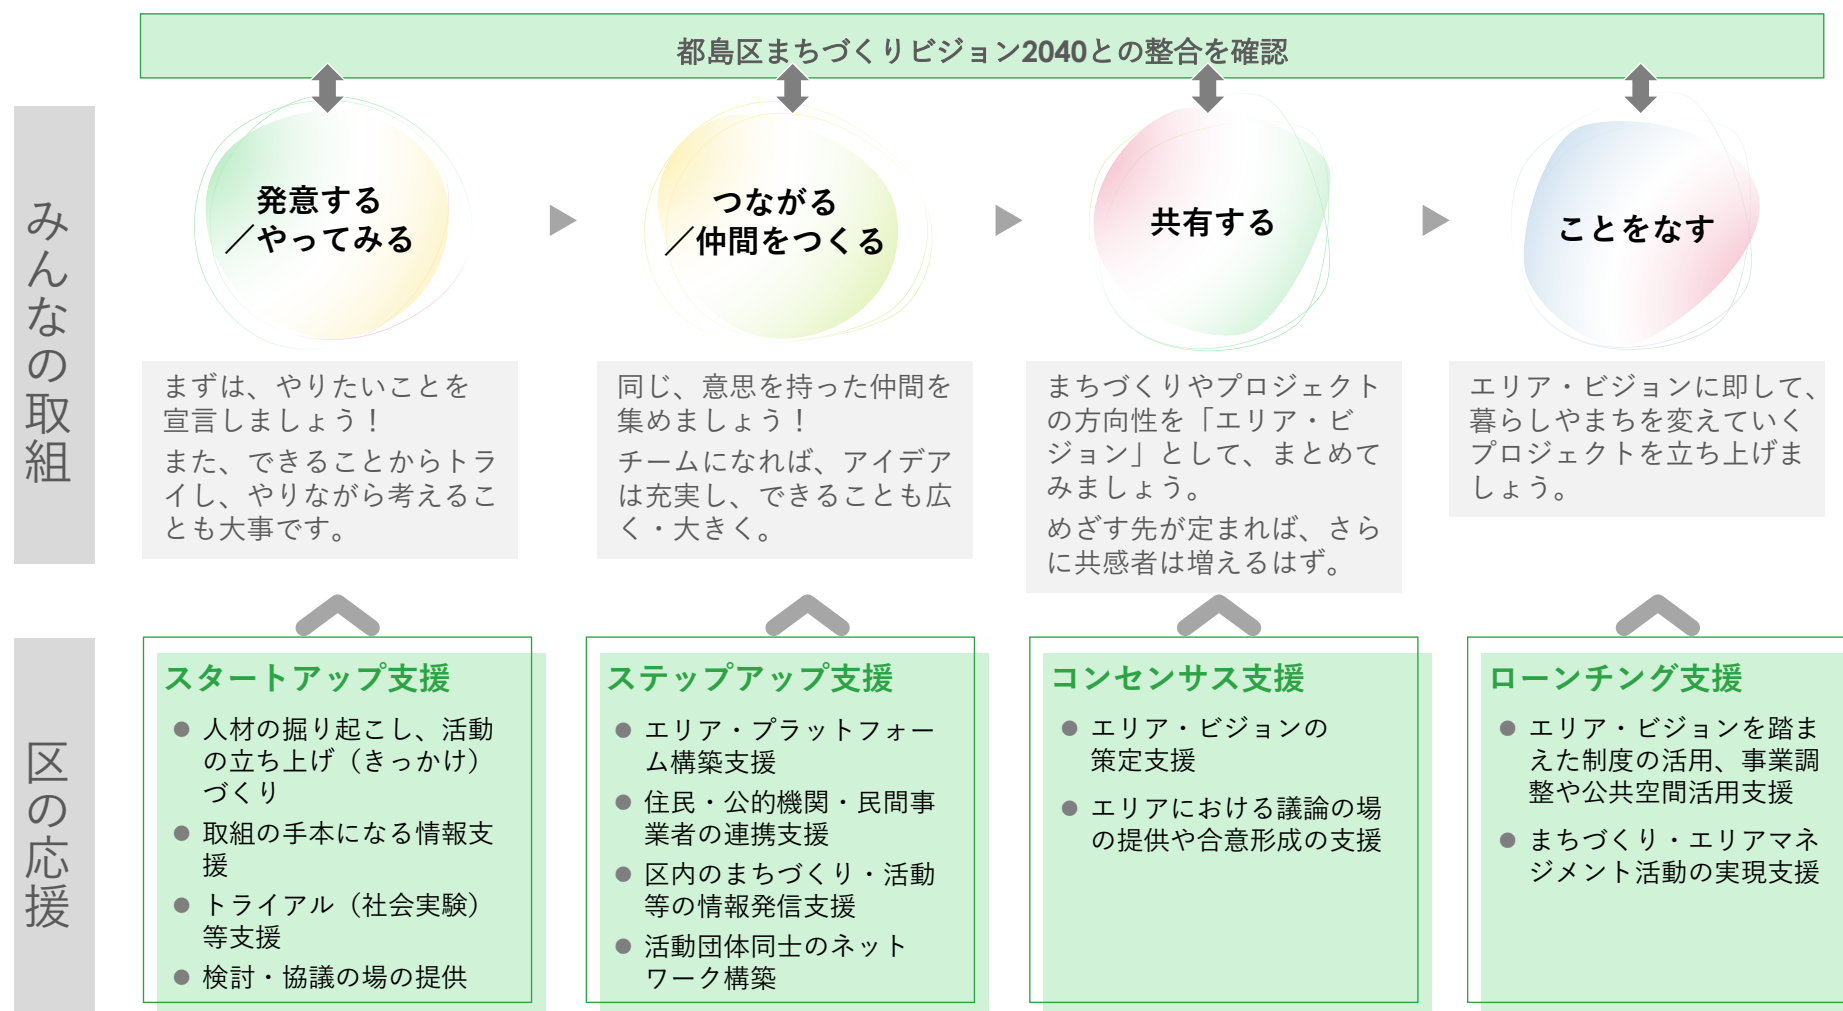 都島区まちづくりビジョン2040との整合を確認
みんなの取組
発意する
／やってみる
つながる
／仲間をつくる
共有する
ことをなす
まずは、やりたいことを
宣言しましょう！
また、できることからトラ
イし、やりながら考えるこ
とも大事です。
同じ、意思を持った仲間を
集めましょう！
チームになれば、アイデア
は充実し、できることも広
く・大きく。
まちづくりやプロジェクト
の方向性を「エリア・ビ
ジョン」として、まとめて
みましょう。
めざす先が定まれば、さら
に共感者は増えるはず。
エリア・ビジョンに即して、
暮らしやまちを変えていく
プロジェクトを立ち上げま
しょう。
区の応援
スタートアップ支援
● 人材の掘り起こし、活動
の立ち上げ（きっかけ）
づくり
● 取組の手本になる情報支
援
● トライアル（社会実験）
等支援
● 検討・協議の場の提供
ステップアップ支援
● エリア・プラットフォー
ム構築支援
● 住民・公的機関・民間事
業者の連携支援
● 区内のまちづくり・活動
等の情報発信支援
● 活動団体同士のネット
ワーク構築
コンセンサス支援
● エリア・ビジョンの
策定支援
● エリアにおける議論の場
の提供や合意形成の支援
ローンチング支援
● エリア・ビジョンを踏ま
えた制度の活用、事業調
整や公共空間活用支援
● まちづくり・エリアマネ
ジメント活動の実現支援